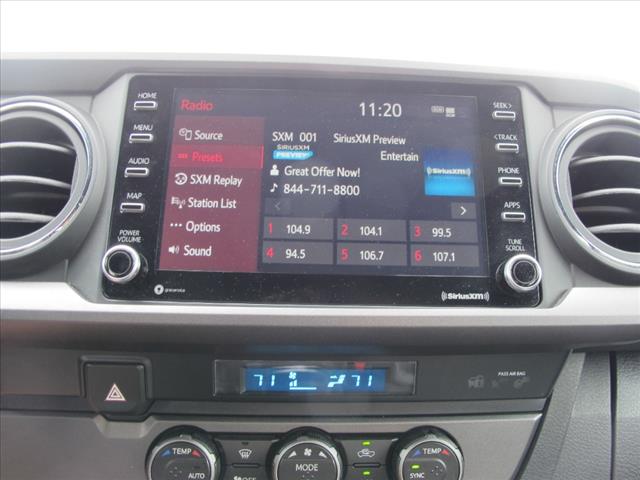 HOME
MENU
AUDIO
MAP
POWER
VOLUME
Radio
11:20
Source
Presets
SXM Replay
Station List
Options
Sound
SXM 001 SiriusXM Preview
SIRIUSXM
PREVIEW
Entertain
Great Offer Now!
844-711-8800
((SiriusXM))
< >
1 104.9 2 104.1 3 99.5
4 94.5 5 106.7 6 107.1
SEEK>
<TRACK
PHONE
APPS
TUNE
SCROLL
gracenote
((SiriusXM))
71 71
PASS AIR BAG
TEMP
AUTO
OFF
MODE
TEMP
SYNC